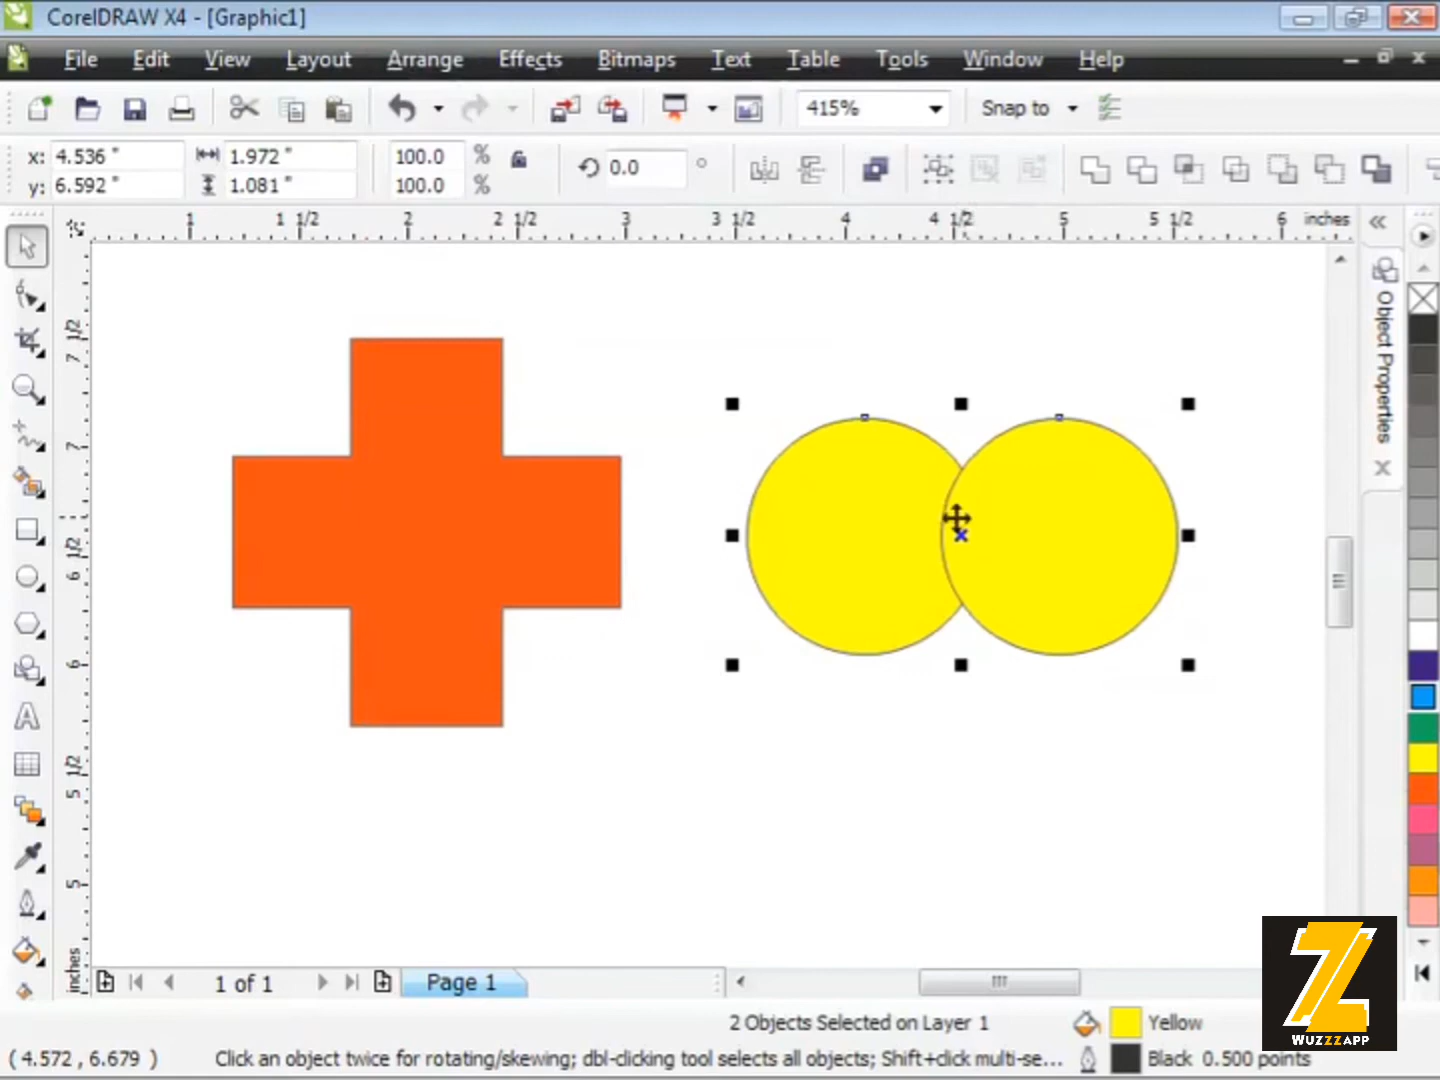 CorelDRAW X4 - [Graphic1]
File Edit View Layout Arrange Effects Bitmaps Text Table Tools Window Help
415% Snap to
x: 4.536 " 1.972 " 100.0 % 0.0 °
y: 6.592 " 1.081 " 100.0 %
1 1 1/2 2 2 1/2 3 3 1/2 4 4 1/2 5 5 1/2 6 inches
7 1/2
7
6 1/2
6
5 1/2
5
inches
Object Properties
1 of 1 Page 1
2 Objects Selected on Layer 1 Yellow
( 4.572 , 6.679 ) Click an object twice for rotating/skewing; dbl-clicking tool selects all objects; Shift+click multi-se... Black 0.500 points
Z
WUZZZAPP